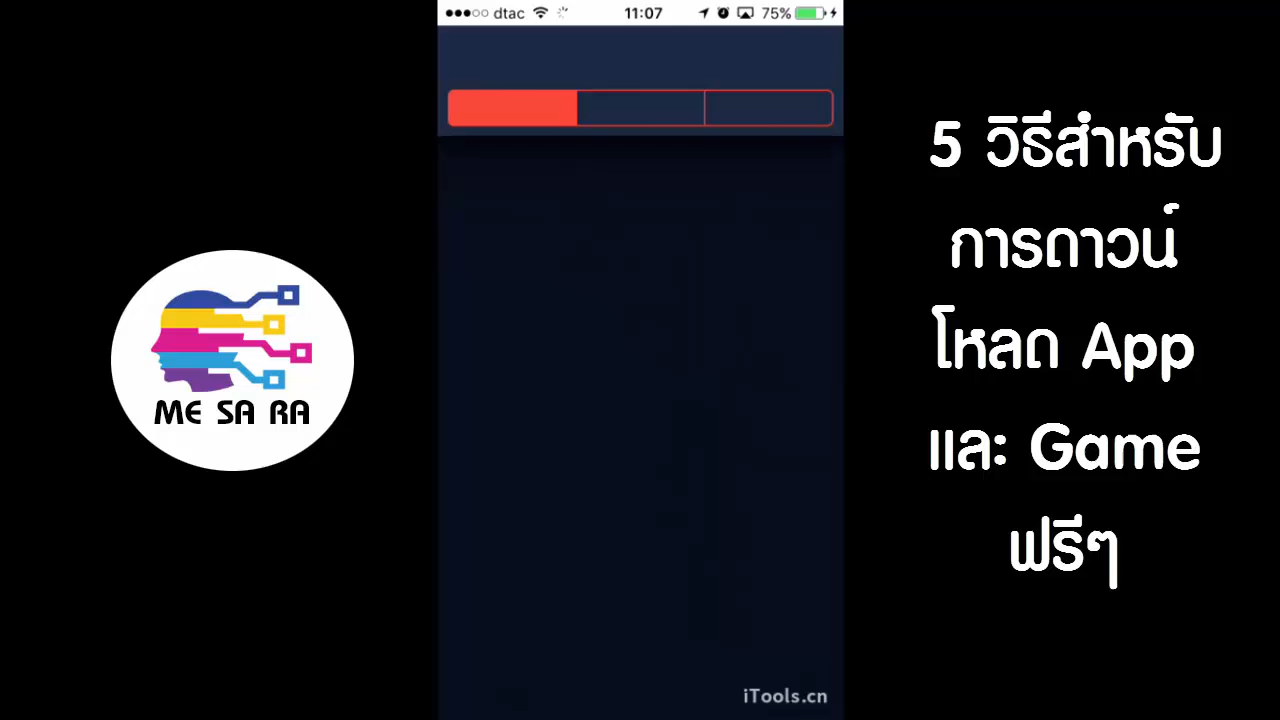 dtac 11:07 75%
5 วิธีสำหรับ
การดาวน์
โหลด App
และ Game
ฟรีๆ
ME SA RA
iTools.cn